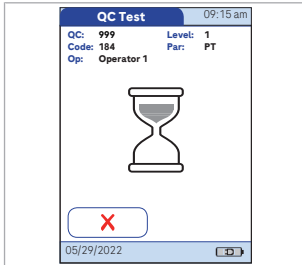 QC Test 09:15 am
QC: 999 Level: 1
Code: 184 Par: PT
Op: Operator 1
05/29/2022